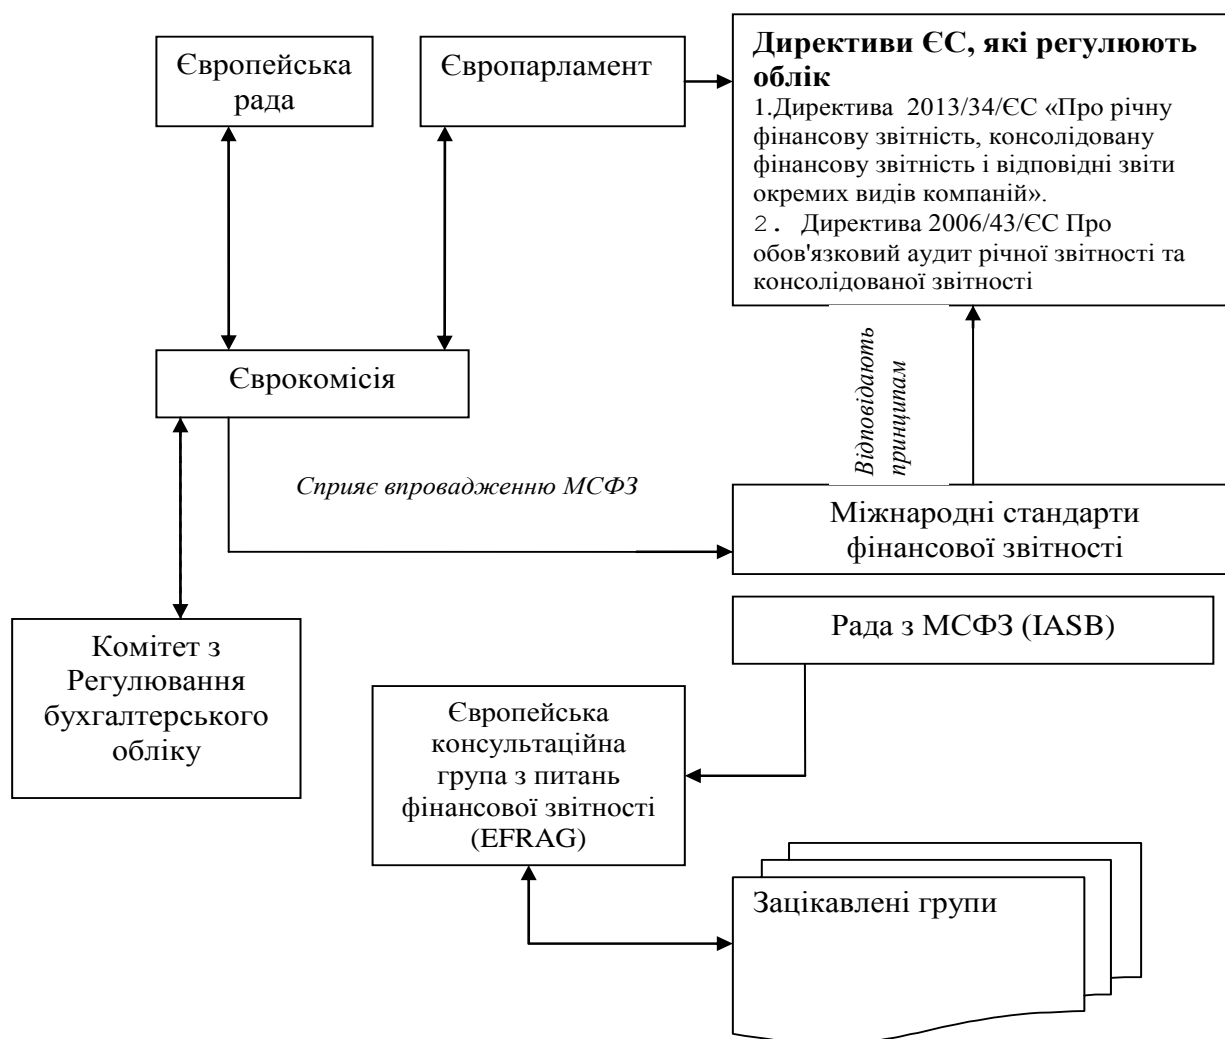 Європейська
рада
Європарламент
Директиви ЄС, які регулюють
облік
1.Директива 2013/34/ЄС «Про річну
фінансову звітність, консолідовану
фінансову звітність і відповідні звіти
окремих видів компаній».
2. Директива 2006/43/ЄС Про
обов'язковий аудит річної звітності та
консолідованої звітності
Єврокомісія
Відповідають
принципам
Сприяє впровадженню МСФЗ
Міжнародні стандарти
фінансової звітності
Рада з МСФЗ (IASB)
Комітет з
Регулювання
бухгалтерського
обліку
Європейська
консультаційна
група з питань
фінансової звітності
(EFRAG)
Зацікавлені групи